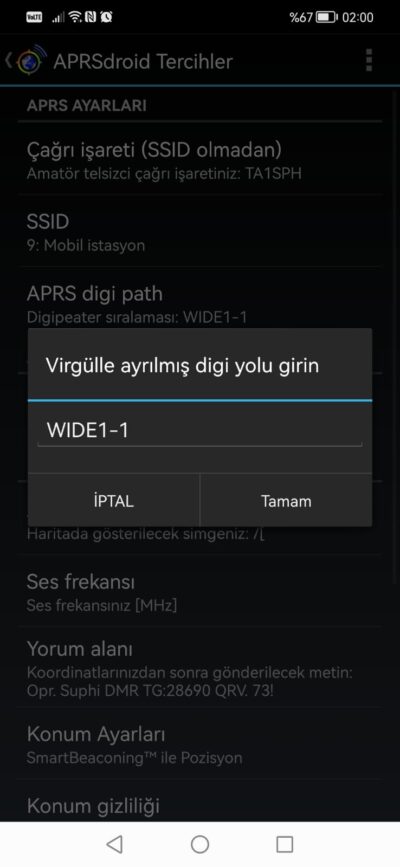 VoLTE
%67 02:00
APRSdroid Tercihler
APRS AYARLARI
Çağrı işareti (SSID olmadan)
Amatör telsizci çağrı işaretiniz: TA1SPH
SSID
9: Mobil istasyon
APRS digi path
Digipeater sıralaması: WIDE1-1
Virgülle ayrılmış digi yolu girin
WIDE1-1
İPTAL
Tamam
Haritada gösterilecek simgeniz: /[
Ses frekansı
Ses frekansınız [MHz]
Yorum alanı
Koordinatlarınızdan sonra gönderilecek metin:
Opr. Suphi DMR TG:28690 QRV. 73!
Konum Ayarları
SmartBeaconing™ ile Pozisyon
Konum gizliliği